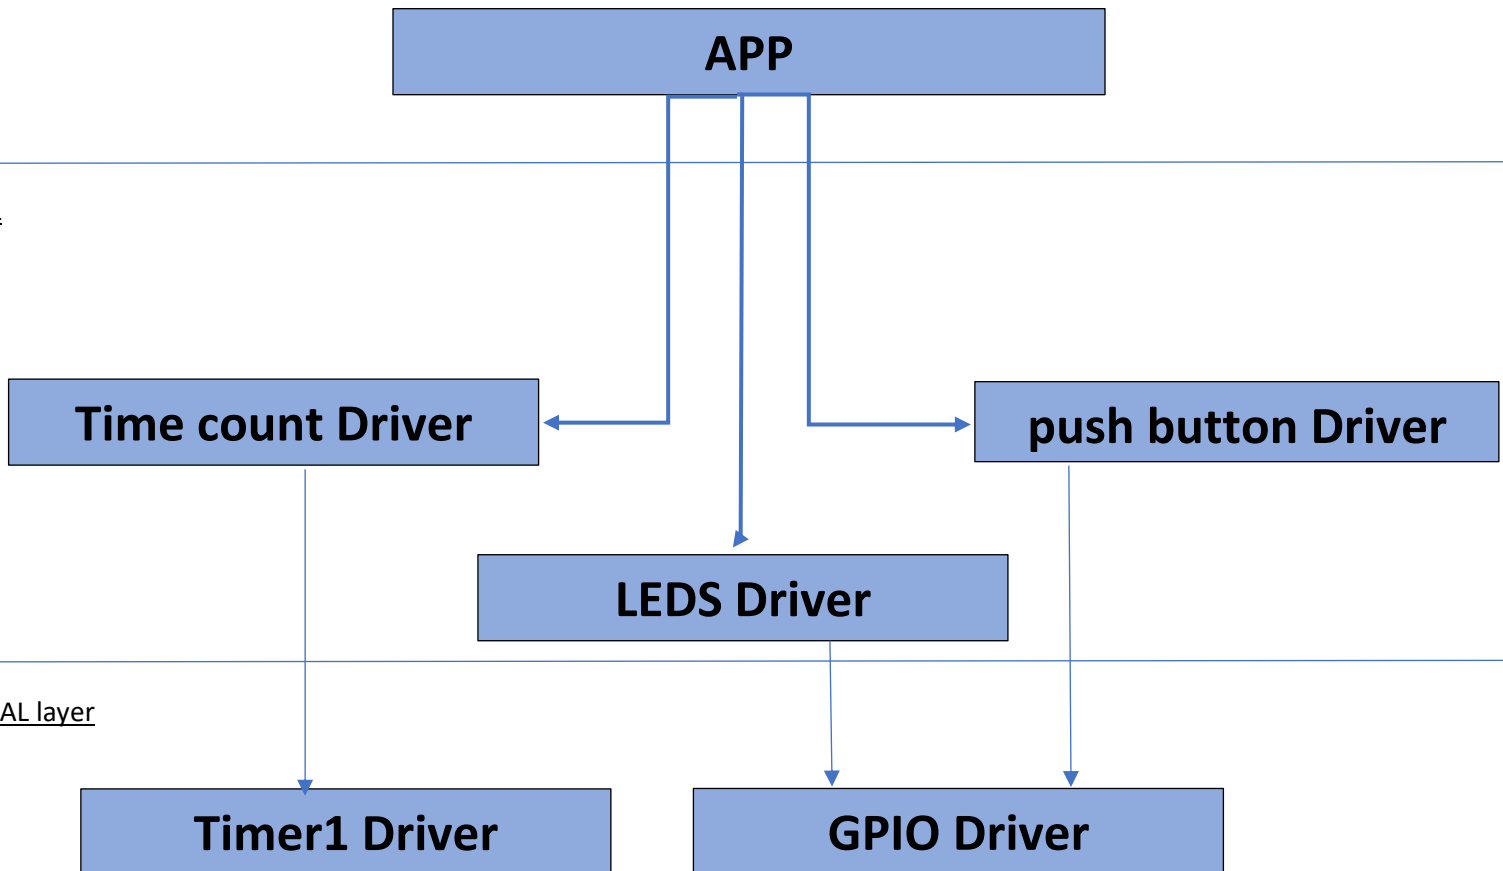 APP
Time count Driver
push button Driver
LEDS Driver
AL layer
Timer1 Driver
GPIO Driver